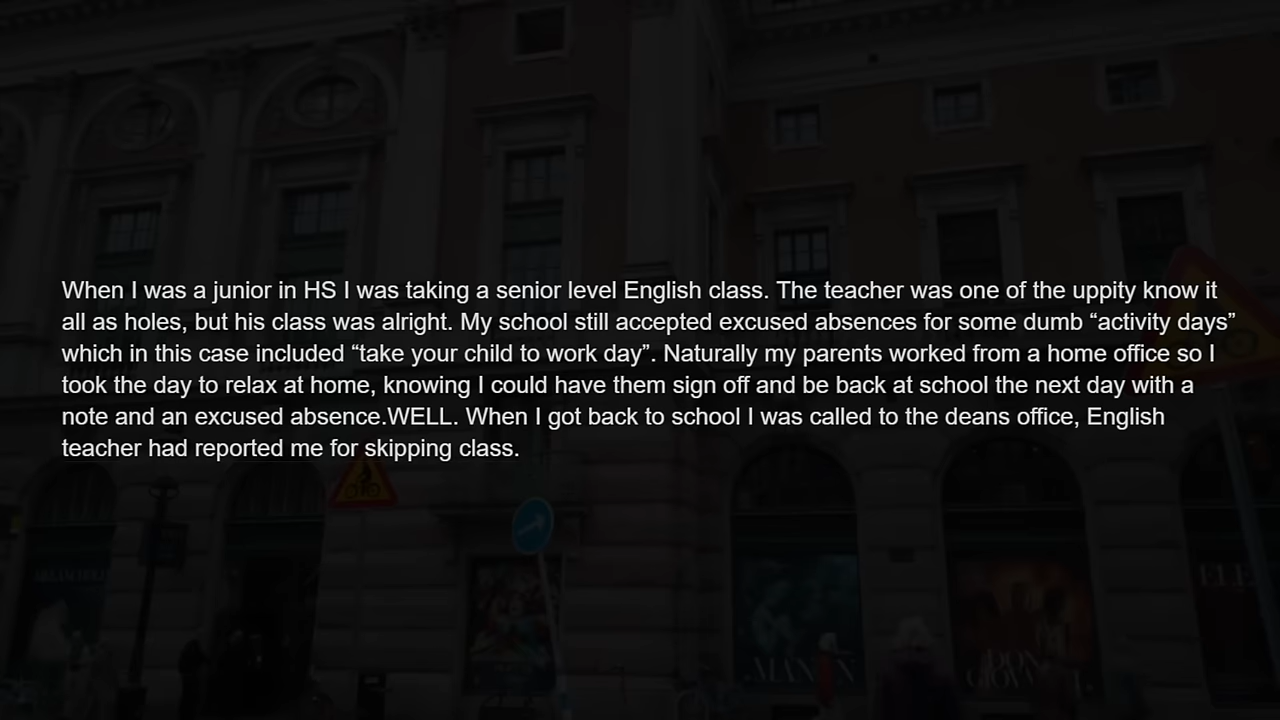 When I was a junior in HS I was taking a senior level English class. The teacher was one of the uppity know it
all as holes, but his class was alright. My school still accepted excused absences for some dumb “activity days”
which in this case included “take your child to work day”. Naturally my parents worked from a home office so I
took the day to relax at home, knowing I could have them sign off and be back at school the next day with a
note and an excused absence.WELL. When I got back to school I was called to the deans office, English
teacher had reported me for skipping class.
DON